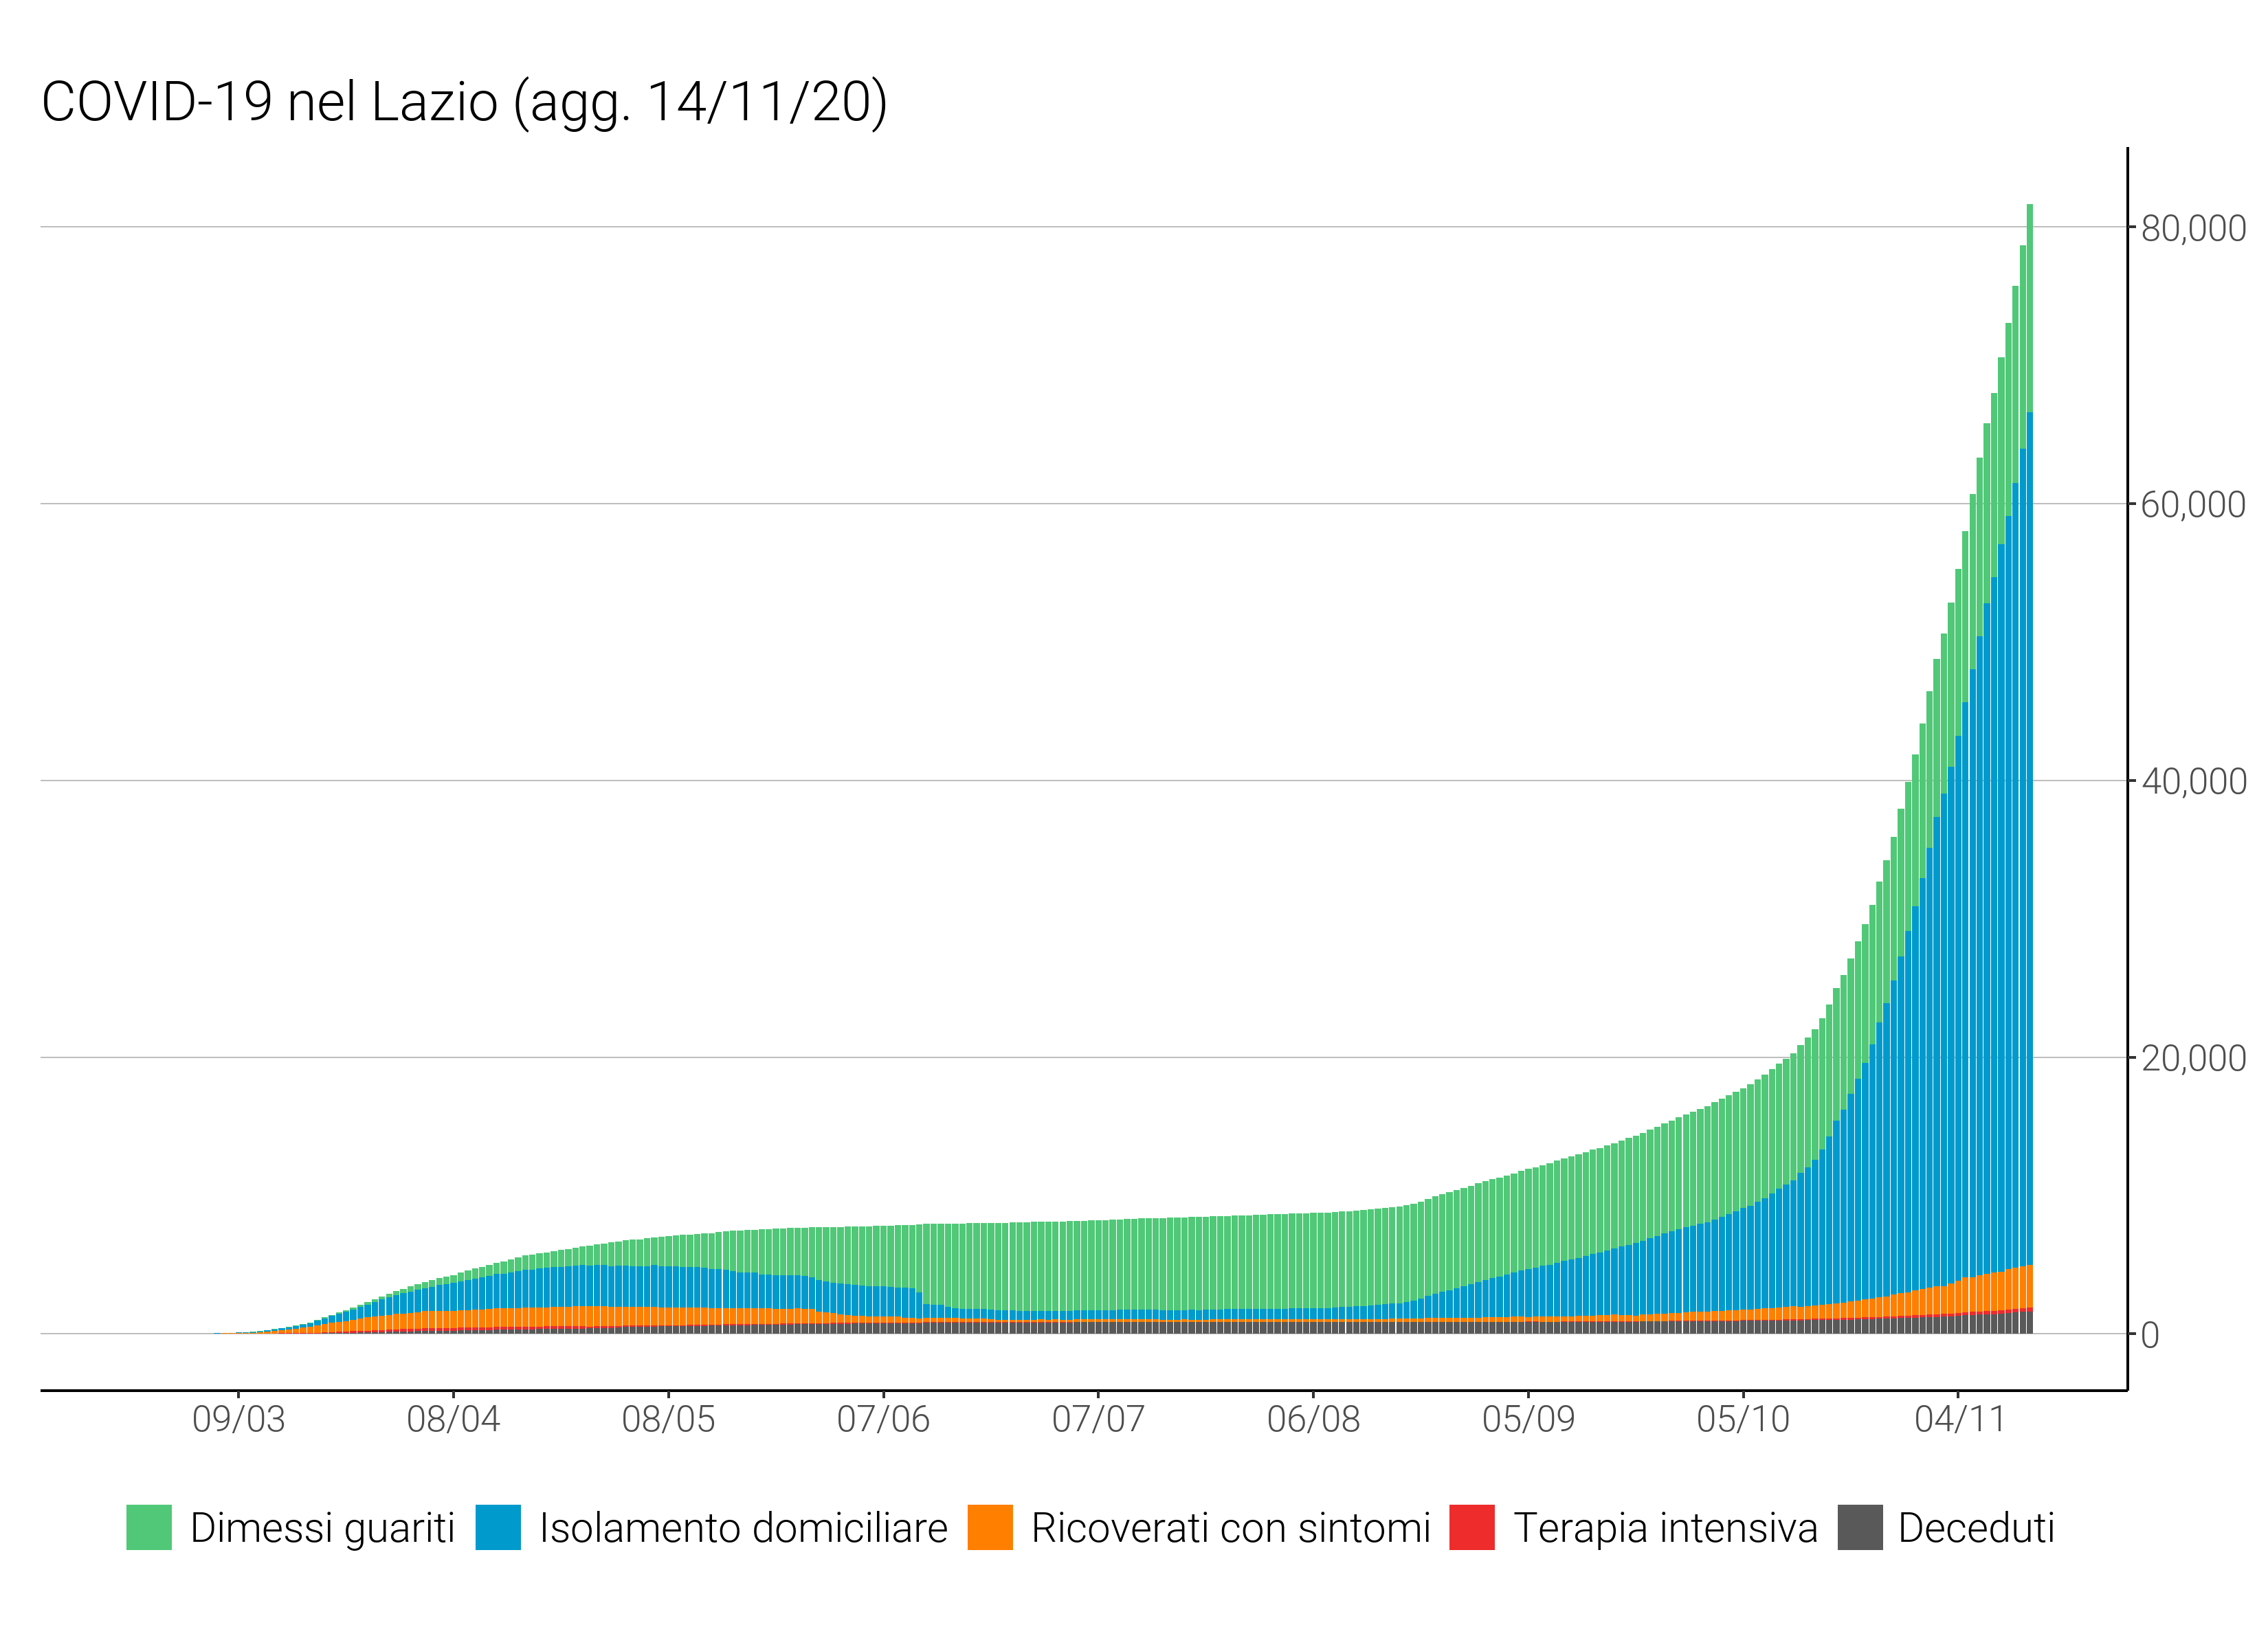 COVID-19 nel Lazio (agg. 14/11/20)
80,000
60,000
40,000
20,000
0
09/03 08/04 08/05 07/06 07/07 06/08 05/09 05/10 04/11
Dimessi guariti Isolamento domiciliare Ricoverati con sintomi Terapia intensiva Deceduti